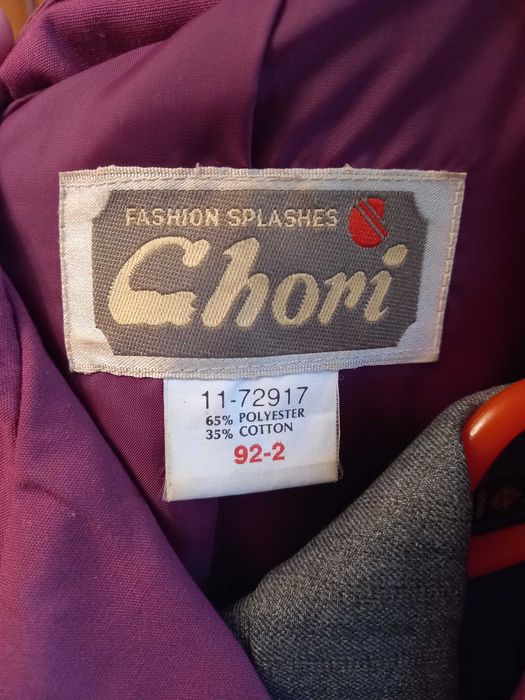 FASHION SPLASHES
Chori
11-72917
65% POLYESTER
35% COTTON
92-2